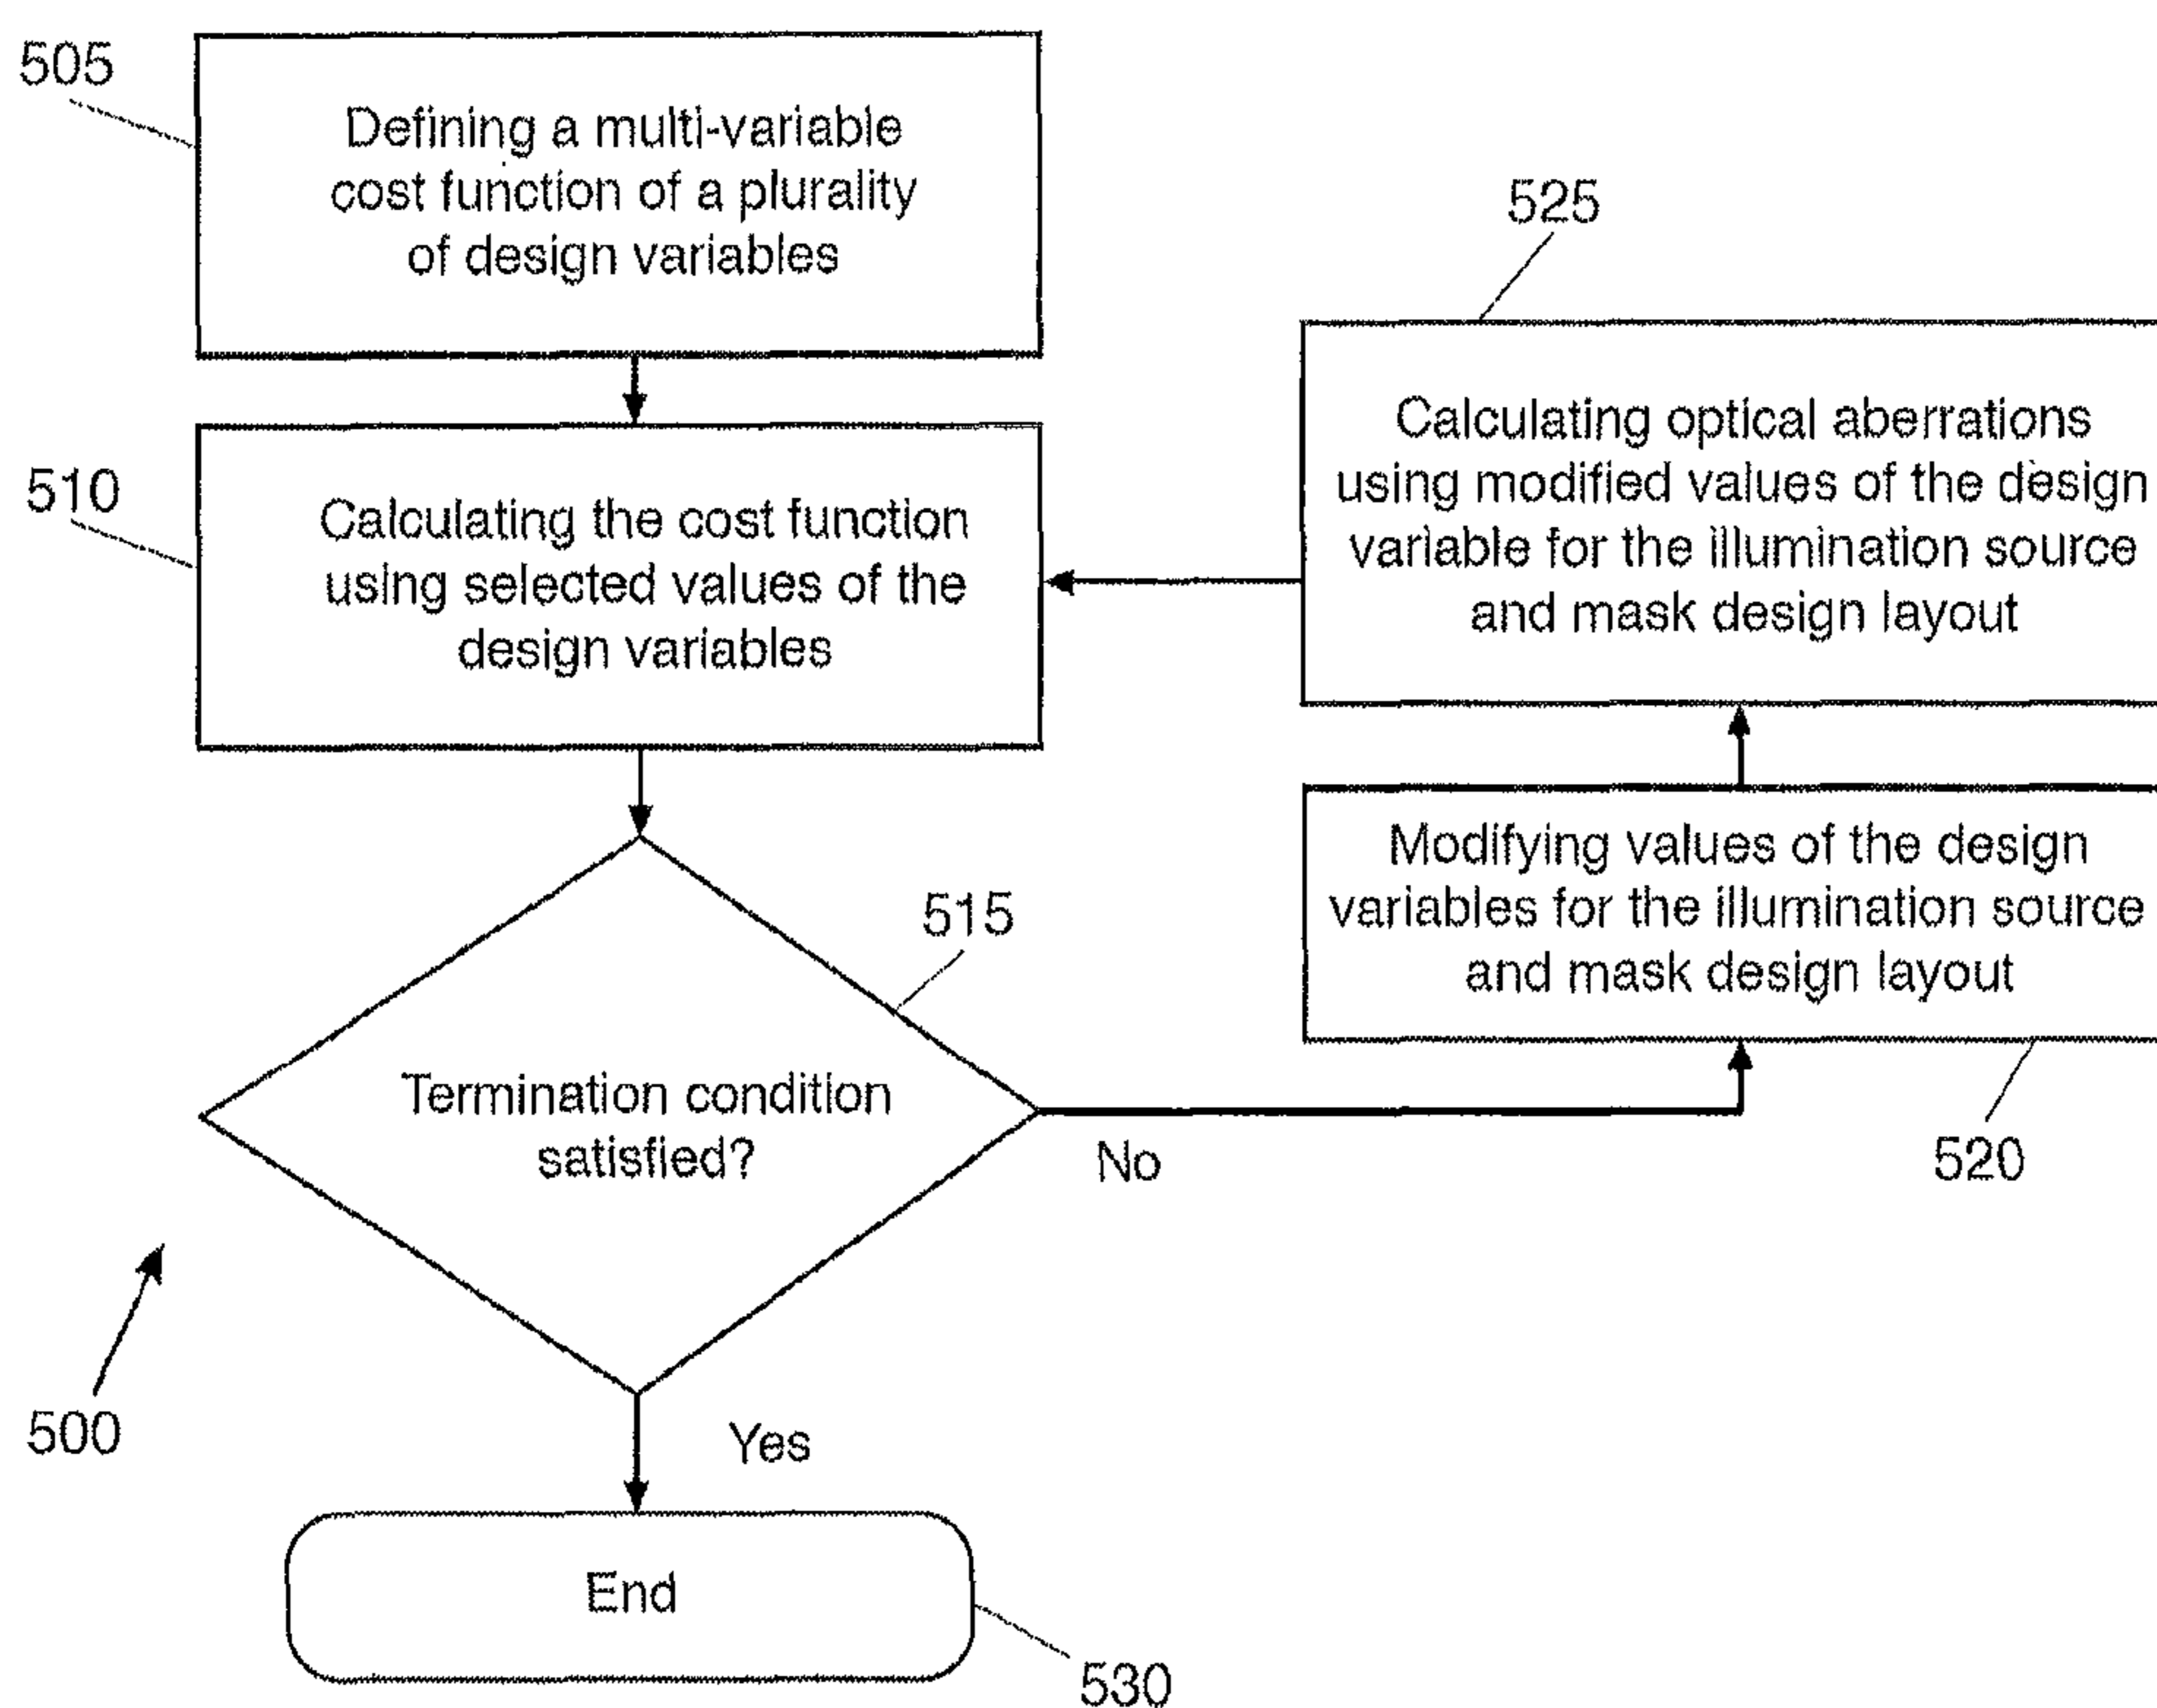 505
Defining a multi-variable
cost function of a plurality
of design variables
510
Calculating the cost function
using selected values of the
design variables
525
Calculating optical aberrations
using modified values of the design
variable for the illumination source
and mask design layout
Modifying values of the design
variables for the illumination source
and mask design layout
520
515
Termination condition
satisfied?
No
Yes
500
End
530